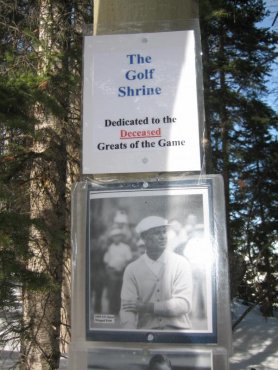 The
Golf
Shrine
Dedicated to the
Deceased
Greats of the Game